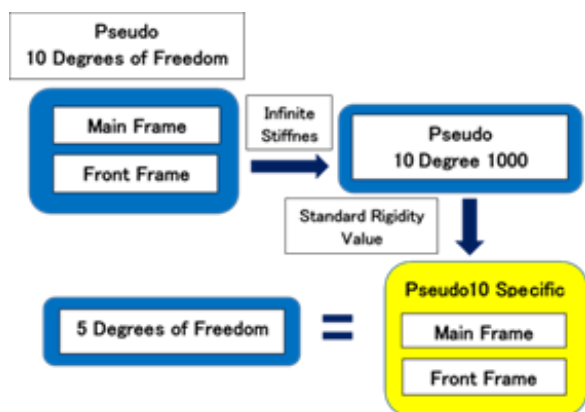 Pseudo
10 Degrees of Freedom
Main Frame
Front Frame
Infinite
Stiffnes
Pseudo
10 Degree 1000
Standard Rigidity
Value
5 Degrees of Freedom
=
Pseudo10 Specific
Main Frame
Front Frame